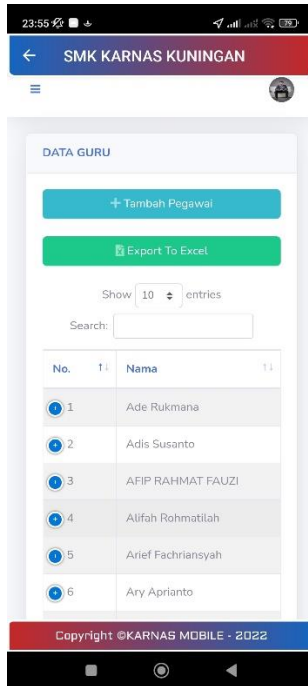 23:55
79
SMK KARNAS KUNINGAN
DATA GURU
+ Tambah Pegawai
Export To Excel
Show 10 entries
Search:
No. Nama
1 Ade Rukmana
2 Adis Susanto
3 AFIP RAHMAT FAUZI
4 Alifah Rohmatilah
5 Arief Fachriansyah
6 Ary Aprianto
Copyright ©KARNAS MOBILE - 2022